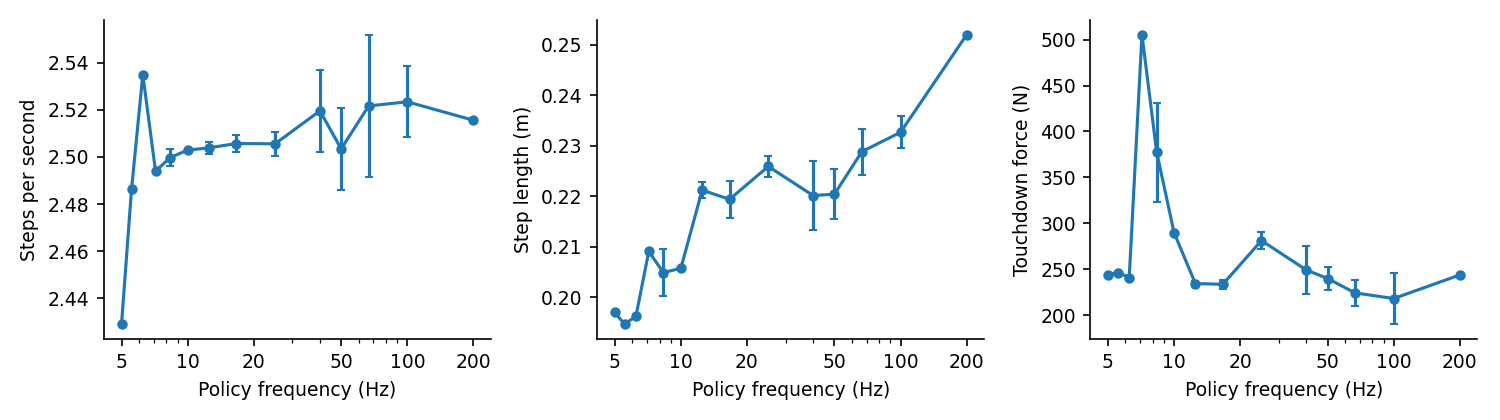 2.54
2.52
2.50
2.48
2.46
2.44
Steps per second
5 10 20 50 100 200
Policy frequency (Hz)
0.25
0.24
0.23
0.22
0.21
0.20
Step length (m)
5 10 20 50 100 200
Policy frequency (Hz)
500
450
400
350
300
250
200
Touchdown force (N)
5 10 20 50 100 200
Policy frequency (Hz)